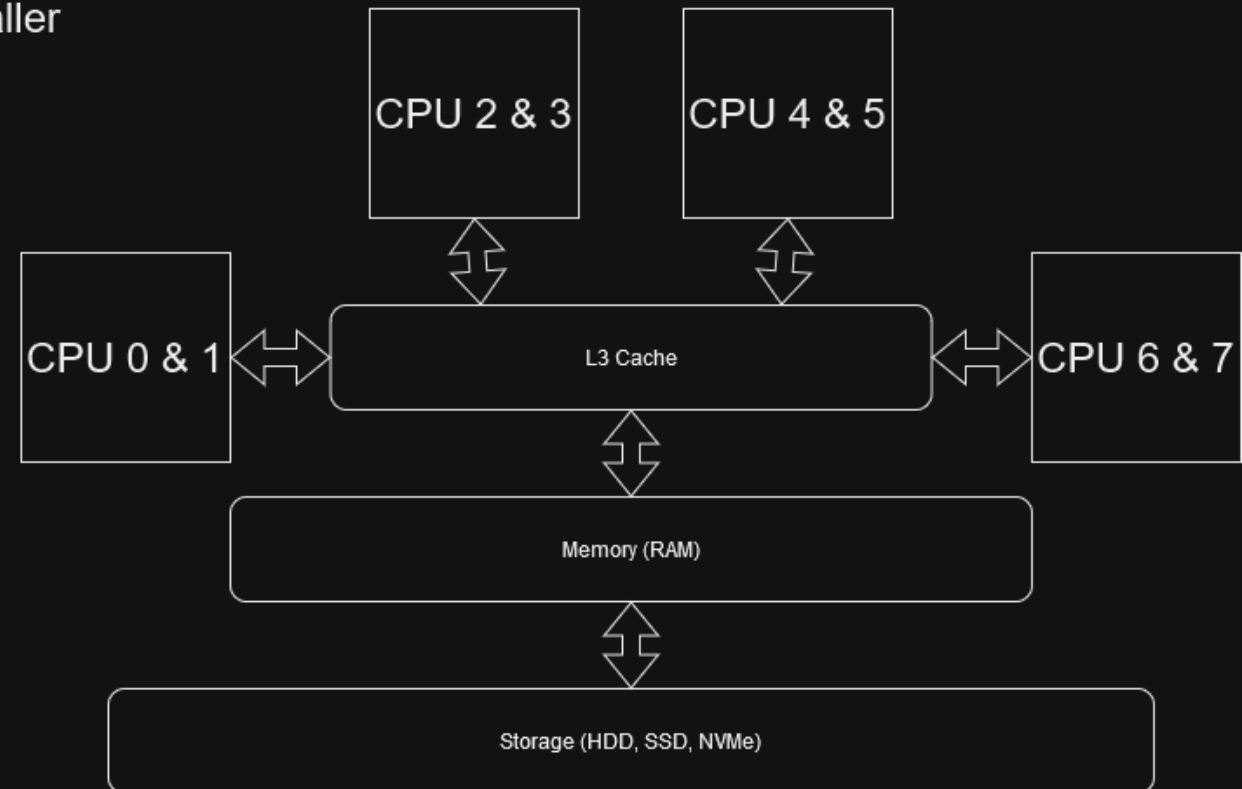 CPU 2 & 3
CPU 4 & 5
CPU 0 & 1
L3 Cache
CPU 6 & 7
Memory (RAM)
Storage (HDD, SSD, NVMe)